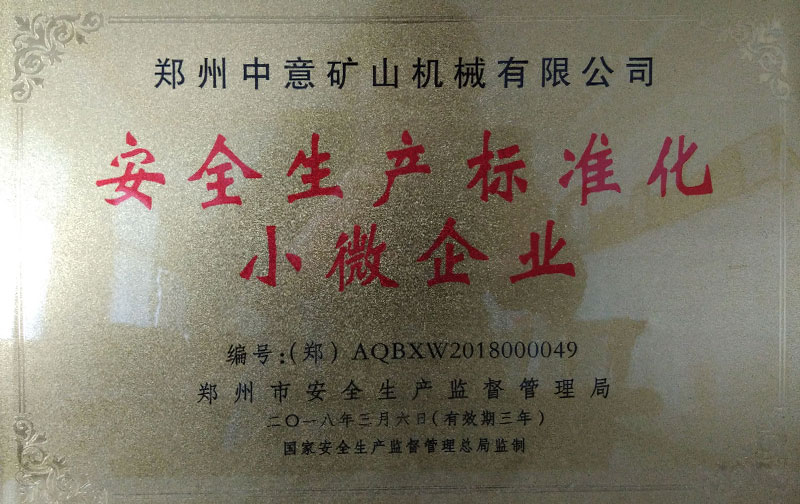 郑州中意矿山机械有限公司
安全生产标准化
小微企业
编号:(郑)AQBXW2018000049
郑州市安全生产监督管理局
二〇一八年三月六日(有效期三年)
国家安全生产监督管理总局监制